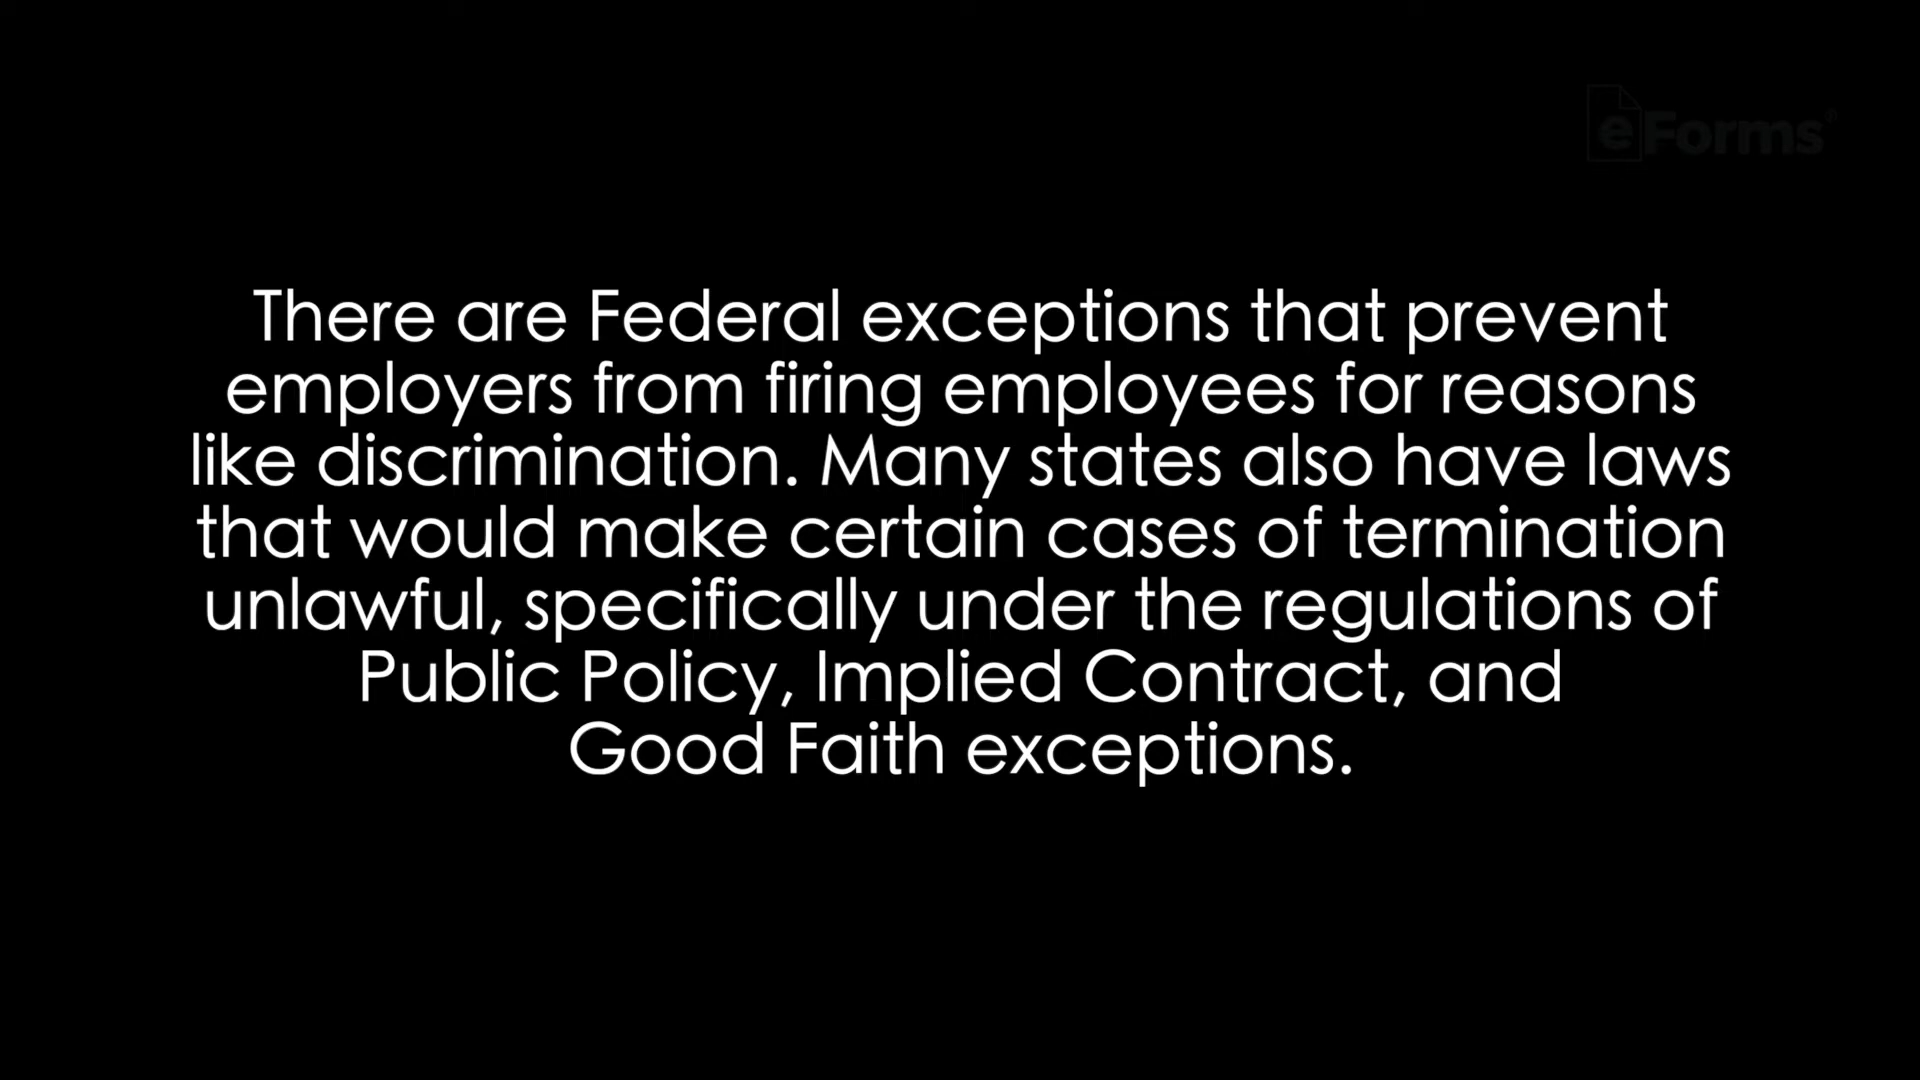 eForms
There are Federal exceptions that prevent
employers from firing employees for reasons
like discrimination. Many states also have laws
that would make certain cases of termination
unlawful, specifically under the regulations of
Public Policy, Implied Contract, and
Good Faith exceptions.